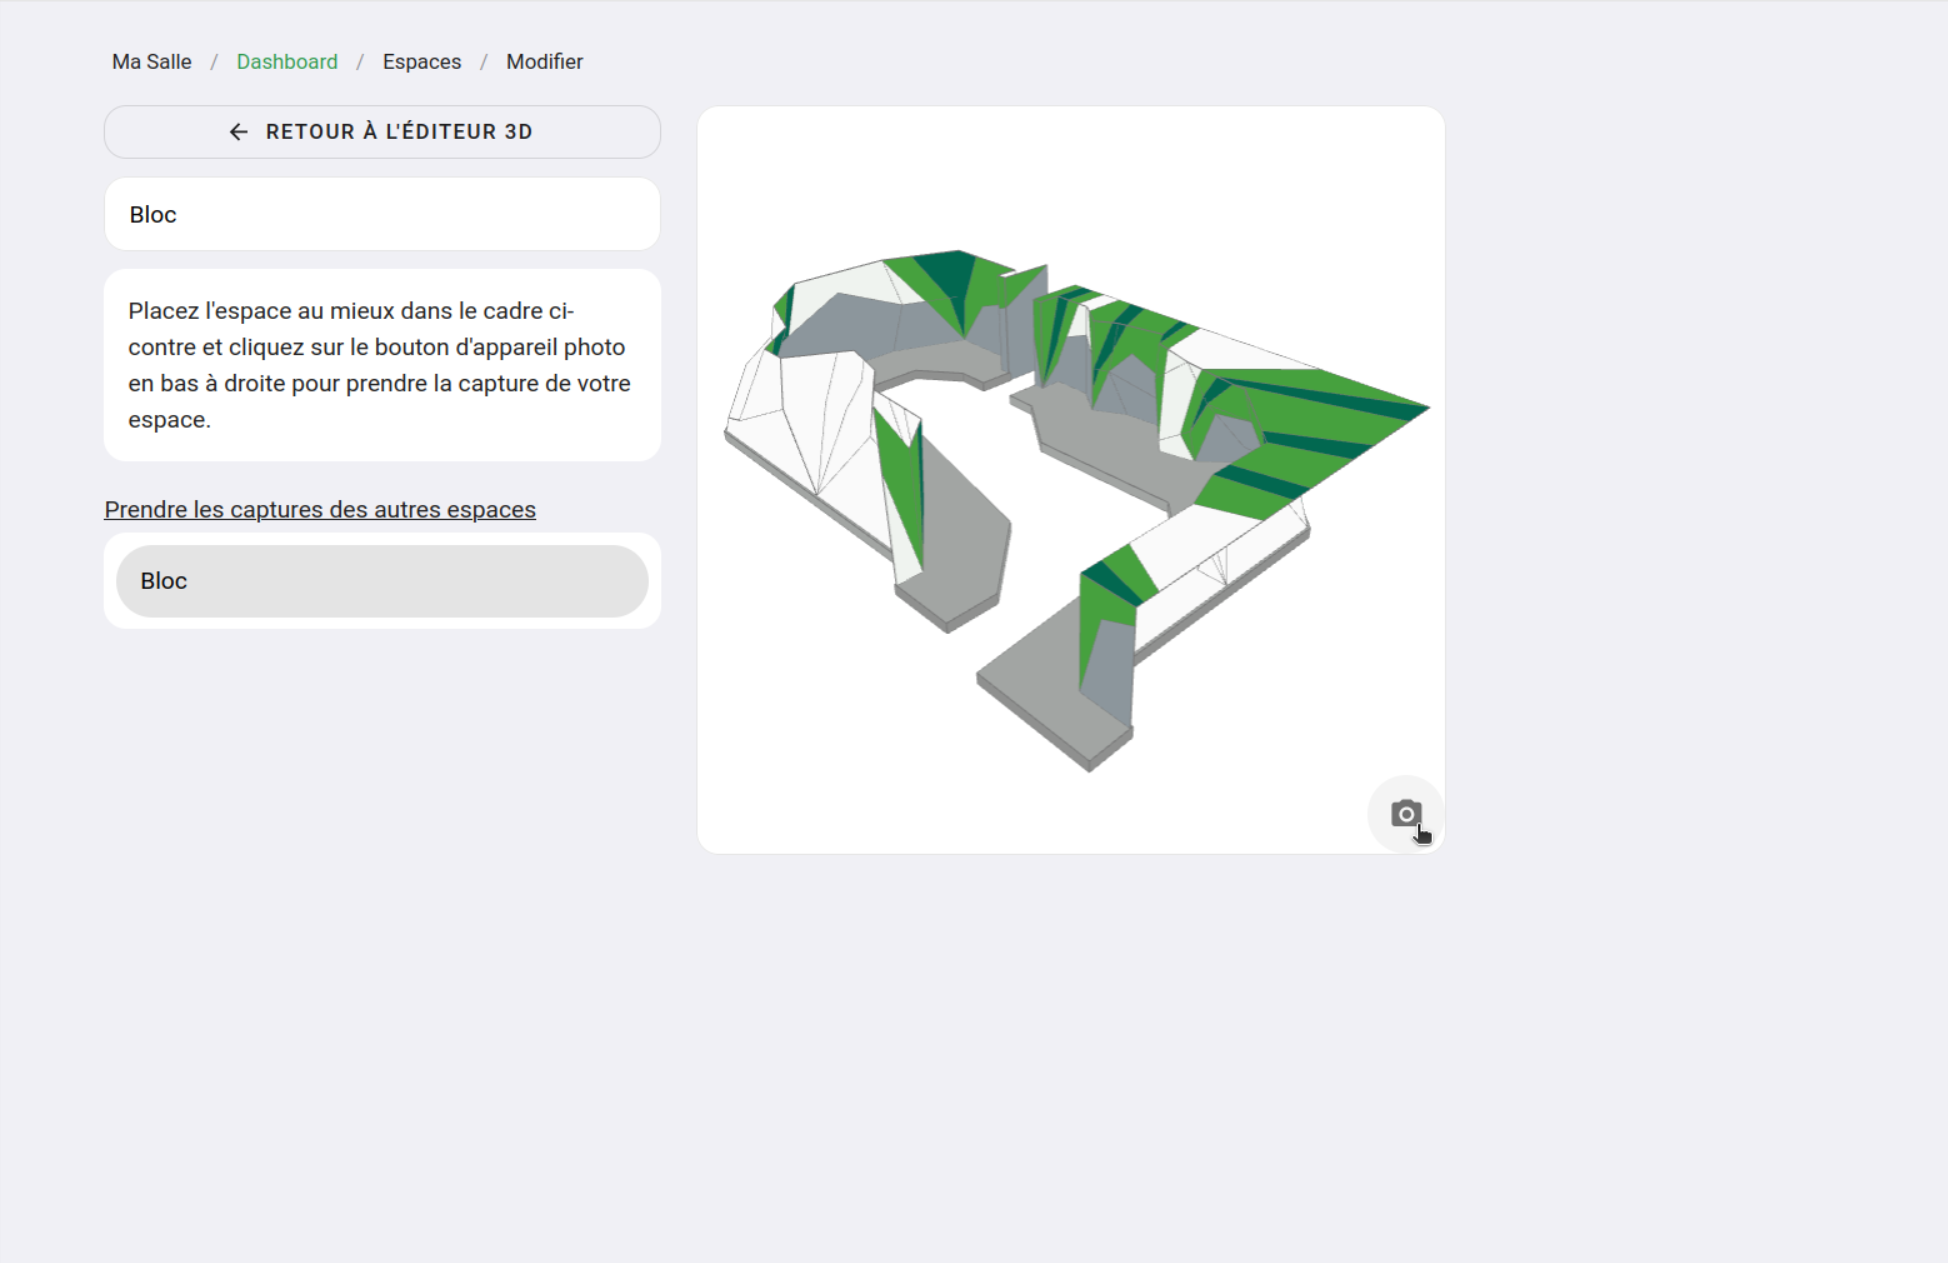 Ma Salle / Dashboard / Espaces / Modifier
← RETOUR À L'ÉDITEUR 3D
Bloc
Placez l'espace au mieux dans le cadre ci-
contre et cliquez sur le bouton d'appareil photo
en bas à droite pour prendre la capture de votre
espace.
Prendre les captures des autres espaces
Bloc